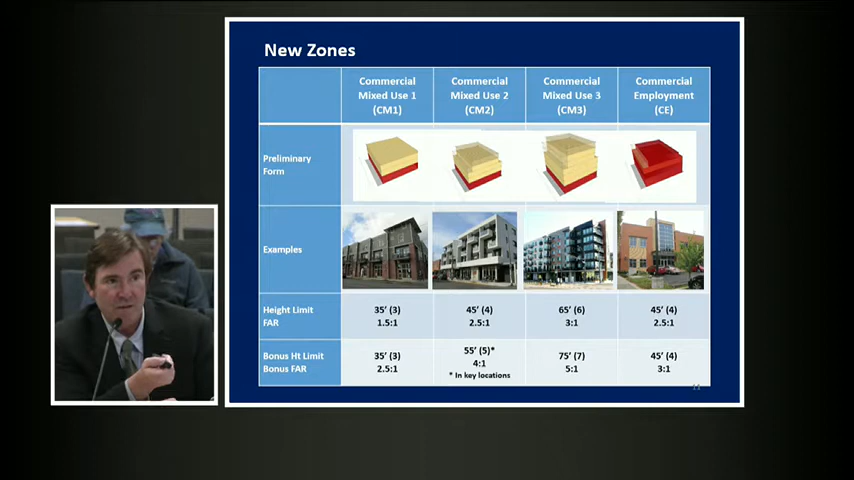 New Zones
Commercial
Mixed Use 1
(CM1)
Commercial
Mixed Use 2
(CM2)
Commercial
Mixed Use 3
(CM3)
Commercial
Employment
(CE)
Preliminary
Form
Examples
Height Limit
FAR
35' (3)
1.5:1
45' (4)
2.5:1
65' (6)
3:1
45' (4)
2.5:1
Bonus Ht Limit
Bonus FAR
35' (3)
2.5:1
55' (5)*
4:1
* In key locations
75' (7)
5:1
45' (4)
3:1
11